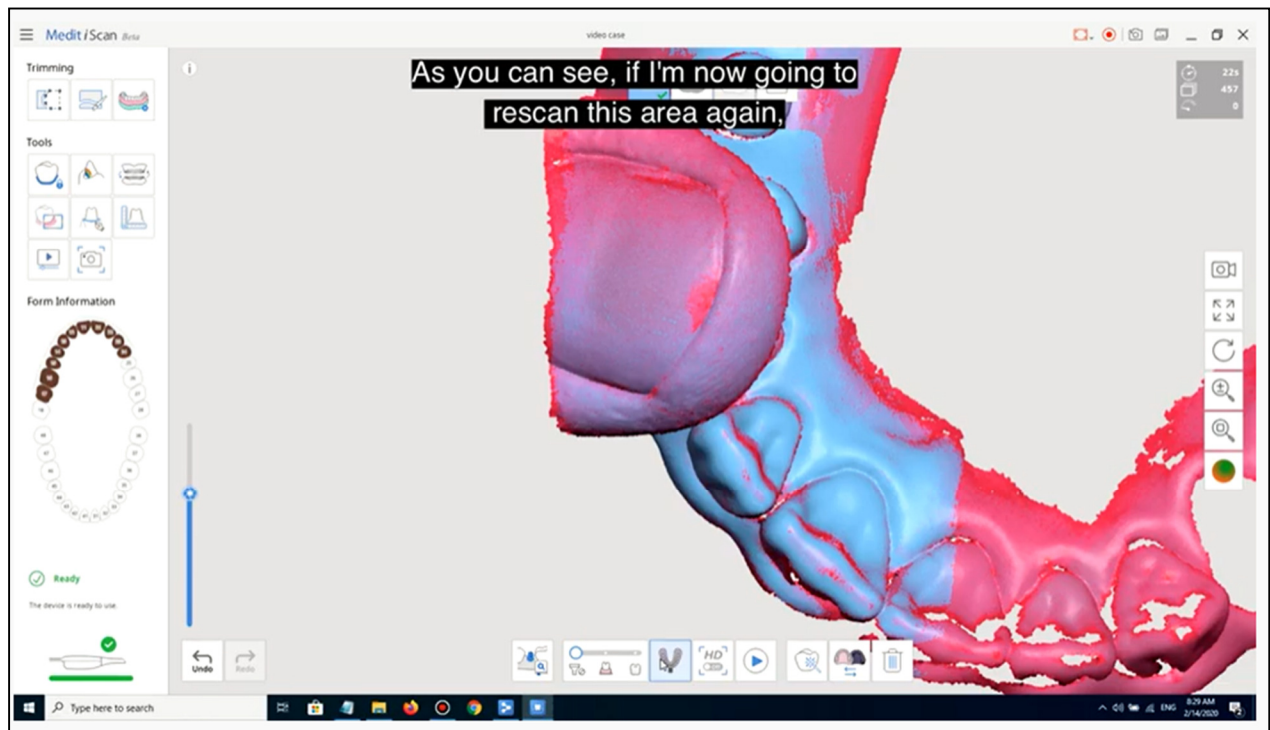 Medit iScan Beta
video case
Trimming
As you can see, if I'm now going to
rescan this area again,
22s
457
0
Tools
Form Information
Ready
The device is ready to use.
Undo
Redo
HD
Type here to search
ENG
8:29 AM
2/14/2020